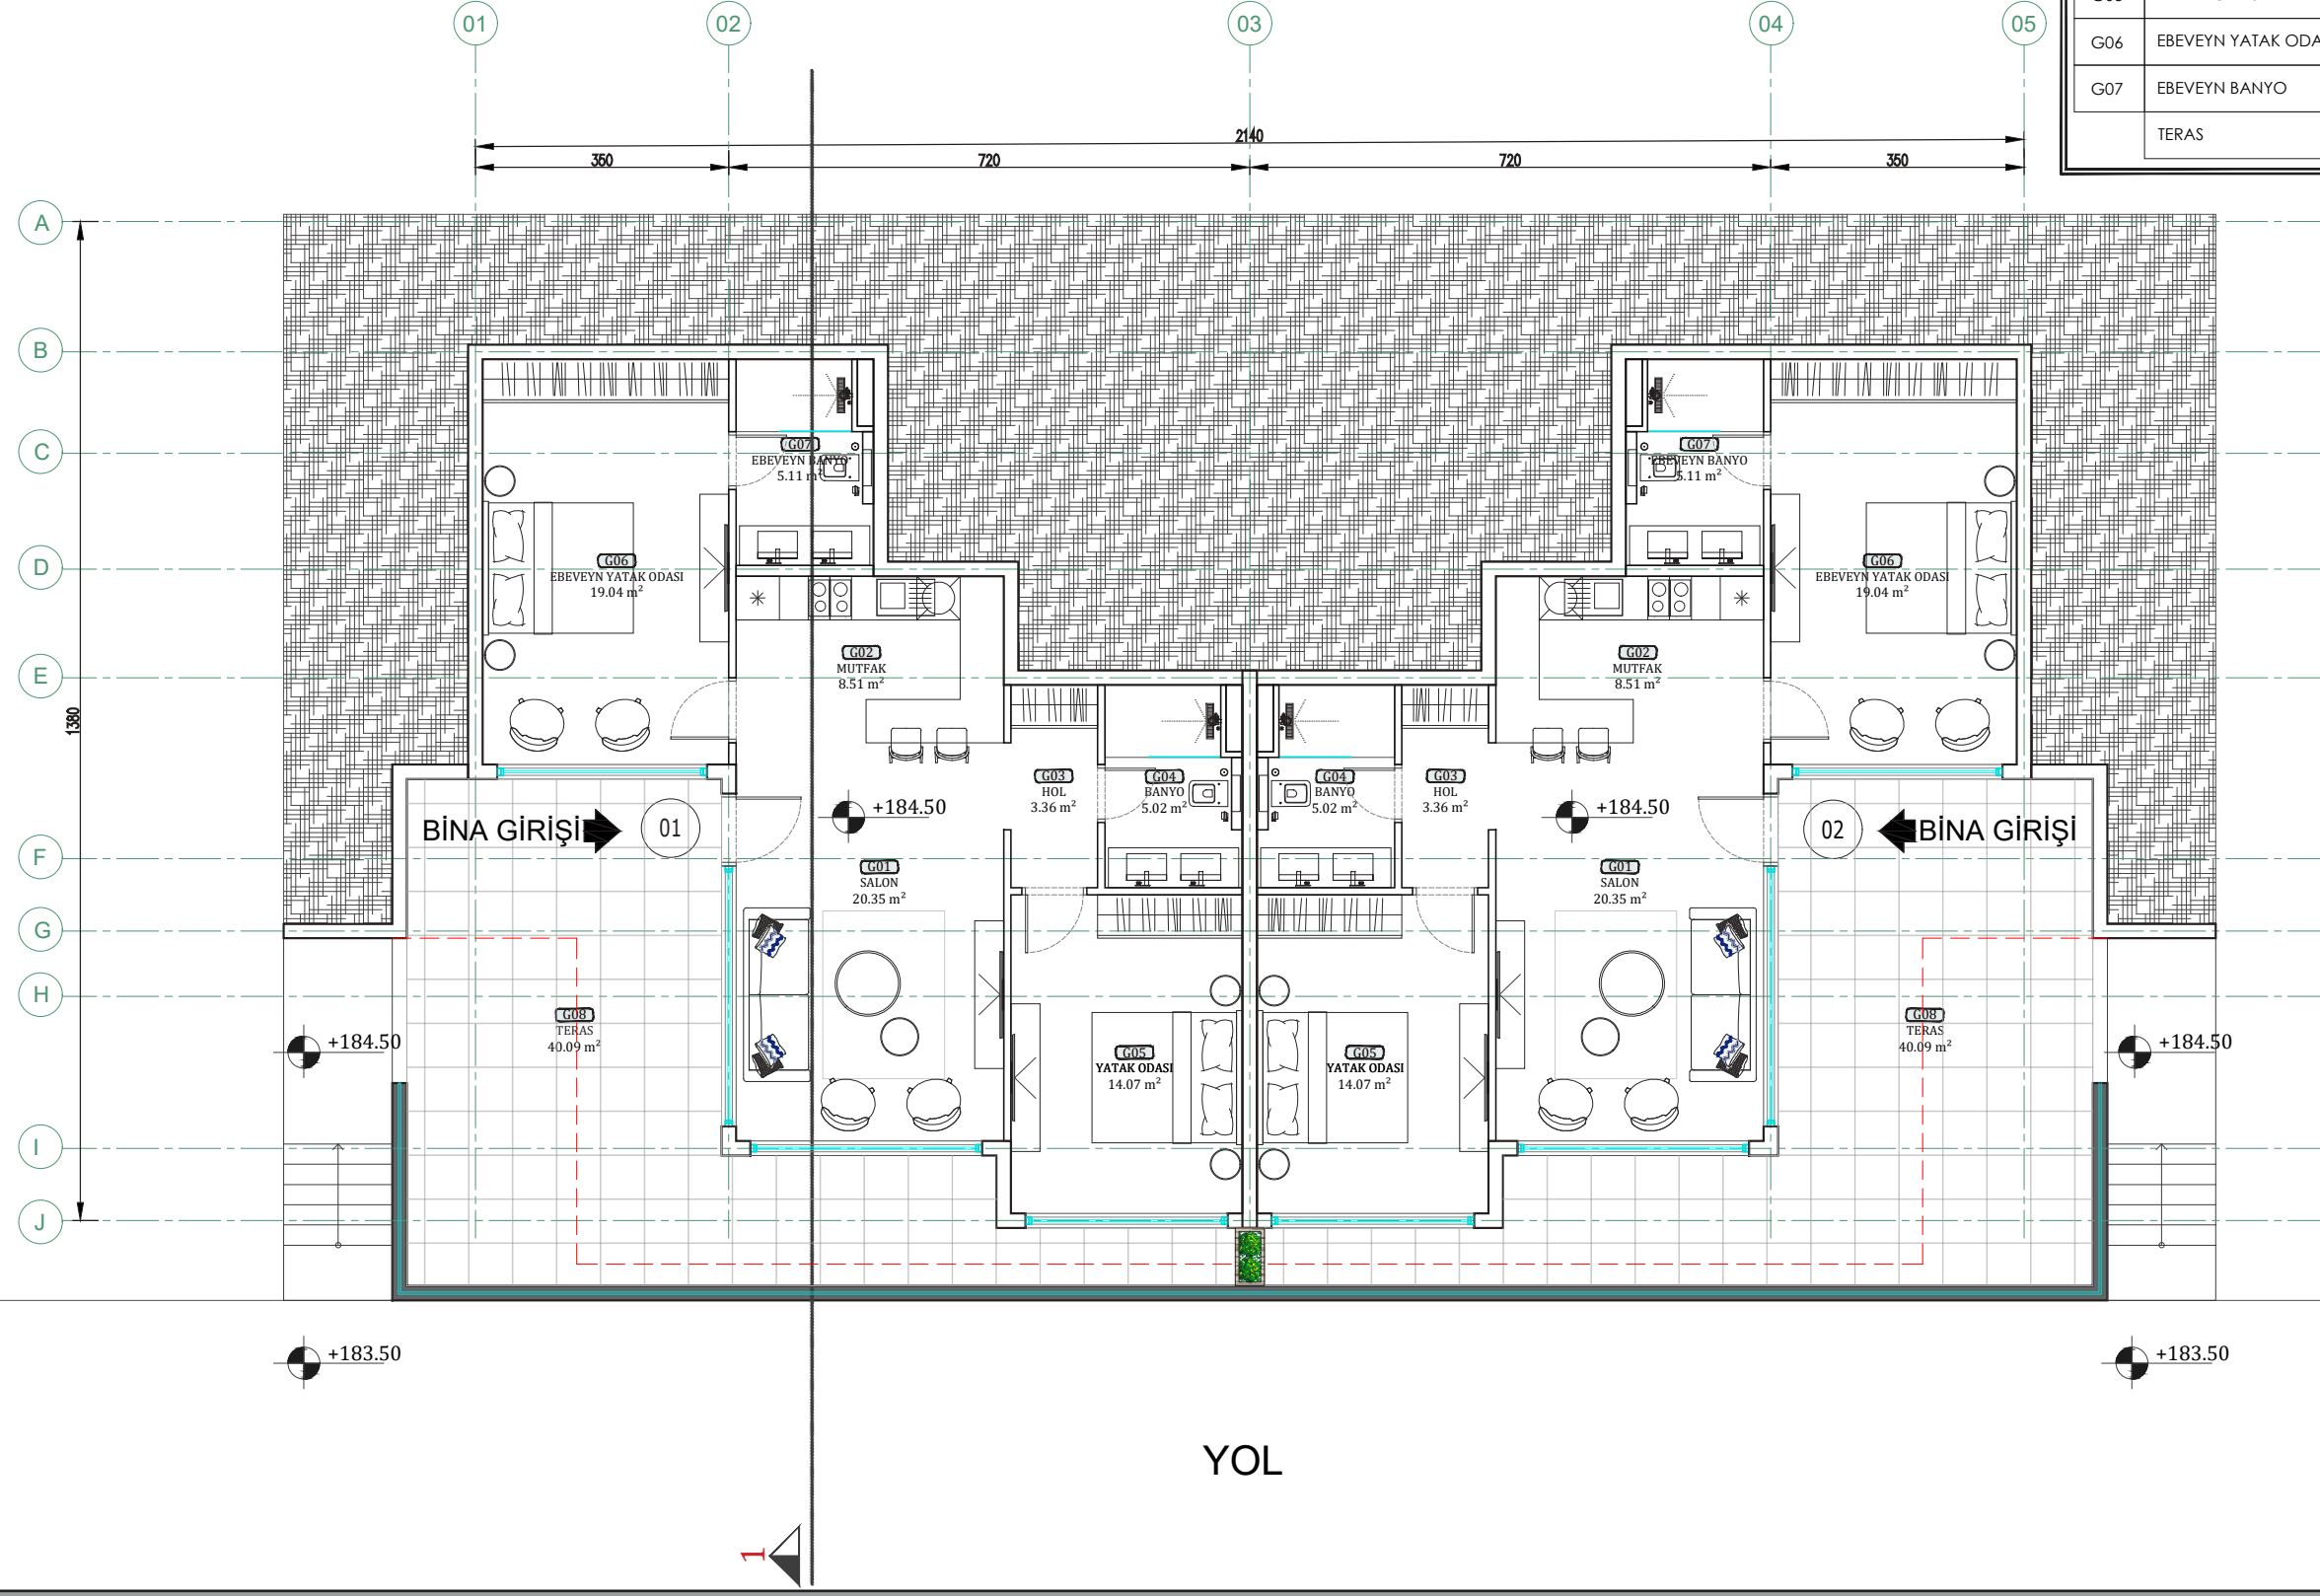 01 02 03 04 05
G06 EBEVEYN YATAK ODA
G07 EBEVEYN BANYO
TERAS
2140
350 720 720 350
A
B
C
D
E
F
G
H
I
J
1380
G07
EBEVEYN BANYO
5.11 m²
G07
EBEVEYN BANYO
5.11 m²
G06
EBEVEYN YATAK ODASI
19.04 m²
G06
EBEVEYN YATAK ODASI
19.04 m²
G02
MUTFAK
8.51 m²
G02
MUTFAK
8.51 m²
G03
HOL
3.36 m²
G04
BANYO
5.02 m²
G04
BANYO
5.02 m²
G03
HOL
3.36 m²
+184.50
+184.50
BİNA GİRİŞİ 01
02 BİNA GİRİŞİ
G01
SALON
20.35 m²
G01
SALON
20.35 m²
G08
TERAS
40.09 m²
G08
TERAS
40.09 m²
+184.50
+184.50
G05
YATAK ODASI
14.07 m²
G05
YATAK ODASI
14.07 m²
+183.50
+183.50
YOL
1